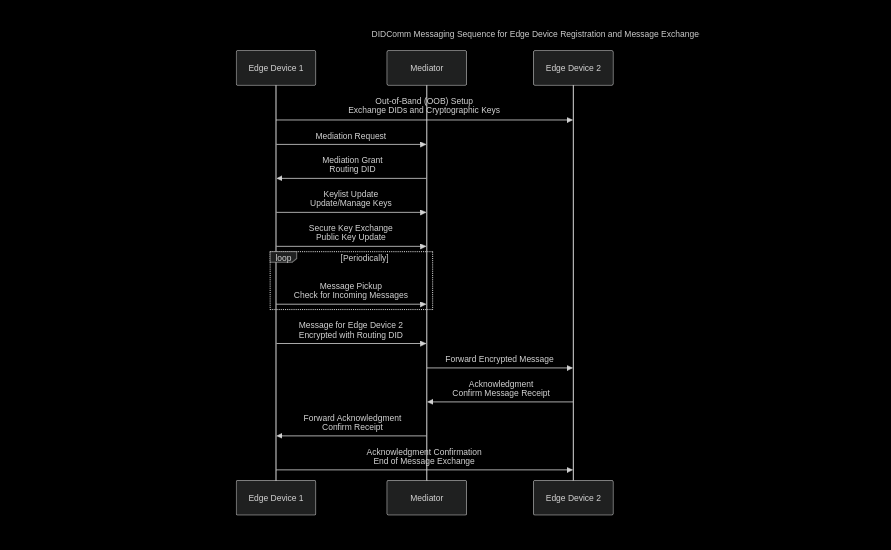 DIDComm Messaging Sequence for Edge Device Registration and Message Exchange
Edge Device 1
Mediator
Edge Device 2
Out-of-Band (OOB) Setup
Exchange DIDs and Cryptographic Keys
Mediation Request
Mediation Grant
Routing DID
Keylist Update
Update/Manage Keys
Secure Key Exchange
Public Key Update
loop
[Periodically]
Message Pickup
Check for Incoming Messages
Message for Edge Device 2
Encrypted with Routing DID
Forward Encrypted Message
Acknowledgment
Confirm Message Receipt
Forward Acknowledgment
Confirm Receipt
Acknowledgment Confirmation
End of Message Exchange
Edge Device 1
Mediator
Edge Device 2